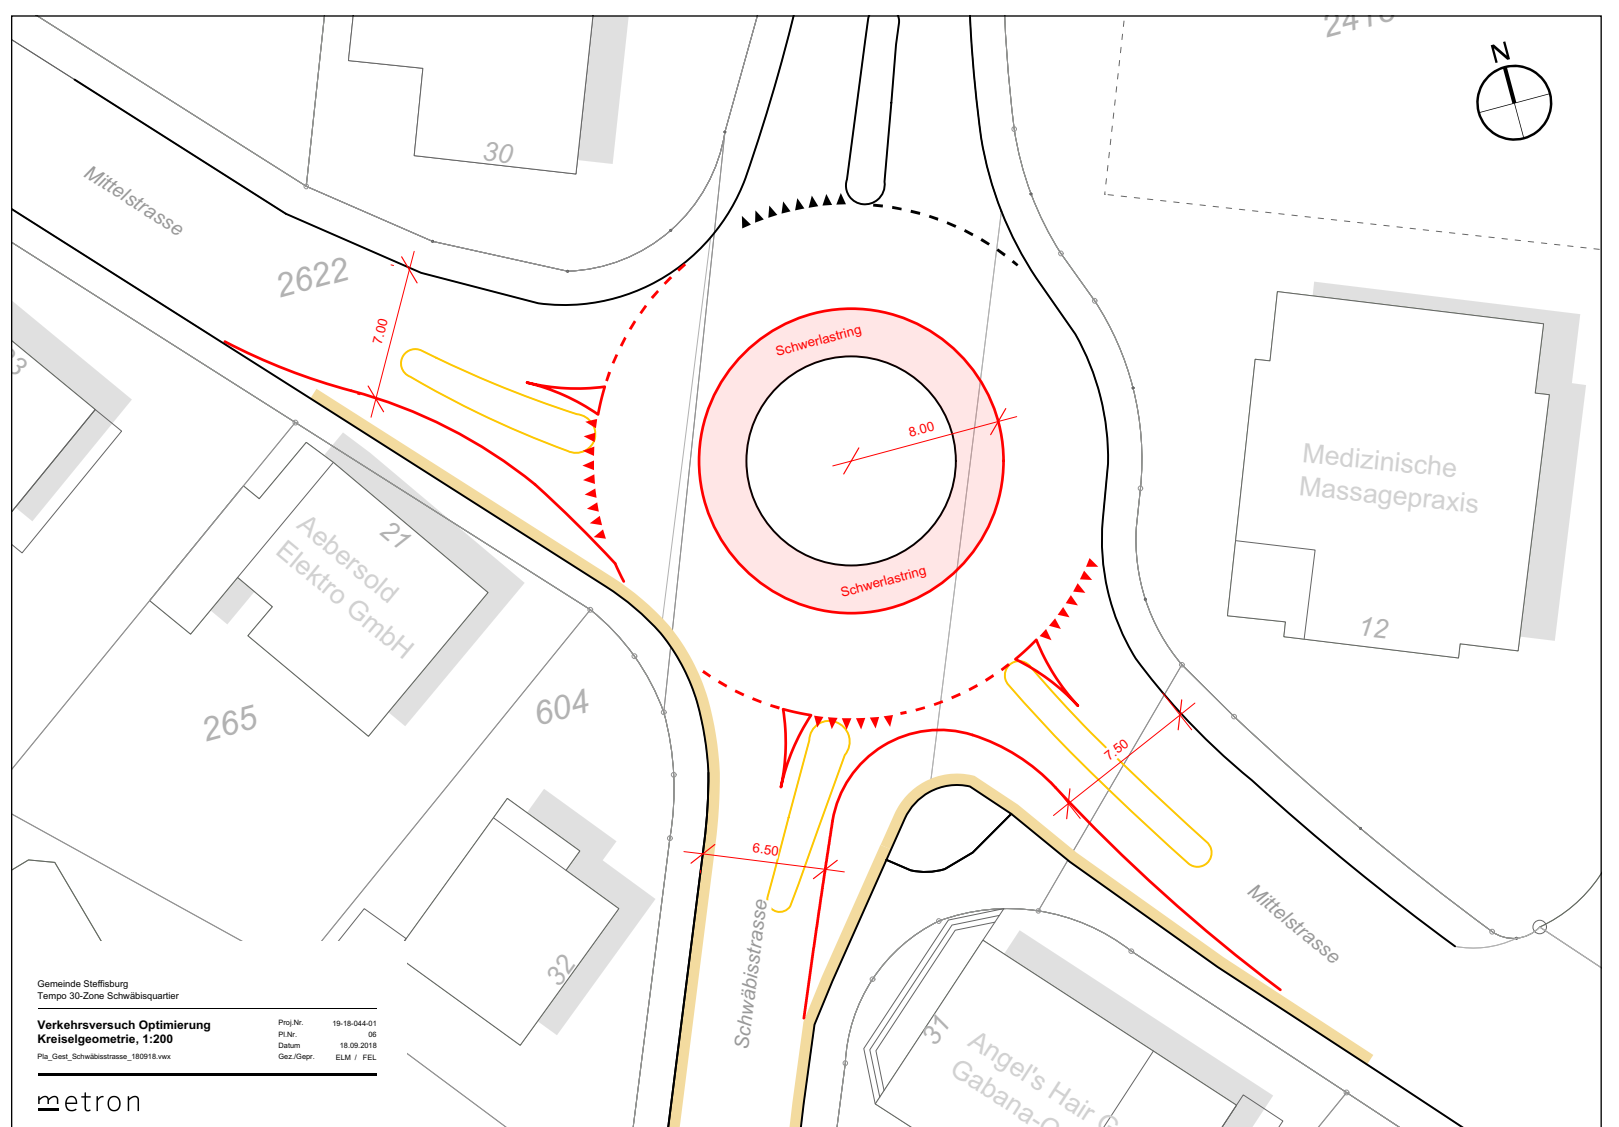 N
30
Mittelstrasse
2622
7.00
Schwerlastring
8.00
Schwerlastring
Medizinische
Massagepraxis
12
21
Aebersold
Elektro GmbH
265
604
7.50
6.50
Schwäbisstrasse
Mittelstrasse
32
31
Angel's Hair
Gemeinde Steffisburg
Tempo 30-Zone Schwäbisquartier
Verkehrsversuch Optimierung
Kreiselgeometrie, 1:200
Pla_Gest_Schwäbisstrasse_180918.vwx
Proj.Nr. 19-18-044-01
Pl.Nr. 06
Datum 18.09.2018
Gez./Gepr. ELM / FEL
metron